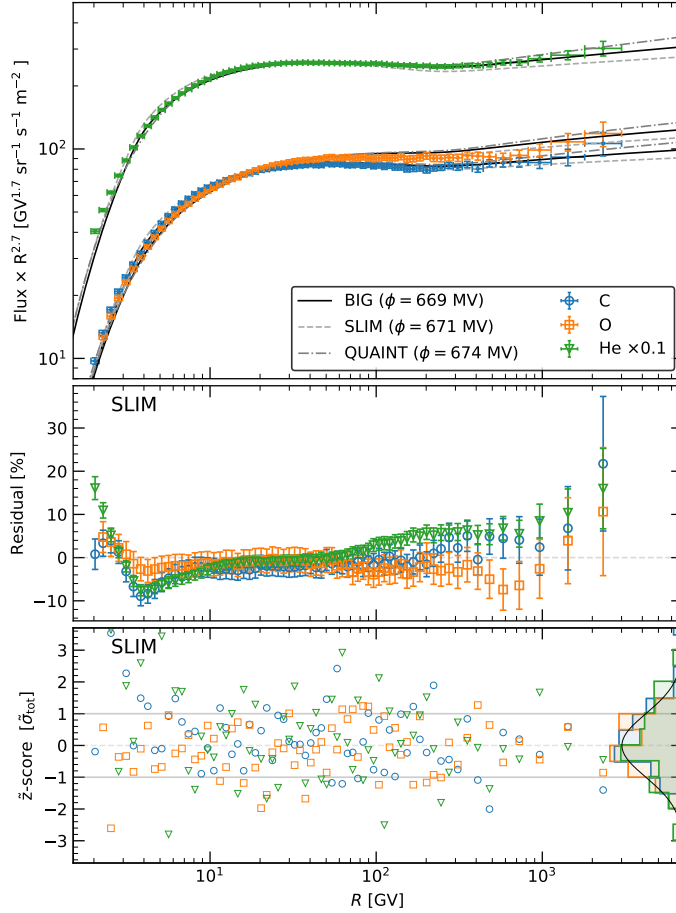 Flux × R^2.7 [GV^1.7 sr^-1 s^-1 m^-2]
10^2
10^1
BIG (ϕ = 669 MV)
SLIM (ϕ = 671 MV)
QUAINT (ϕ = 674 MV)
C
O
He ×0.1
SLIM
Residual [%]
30
20
10
0
−10
SLIM
z̃-score [σ̃_tot]
3
2
1
0
−1
−2
−3
10^1
10^2
10^3
R [GV]